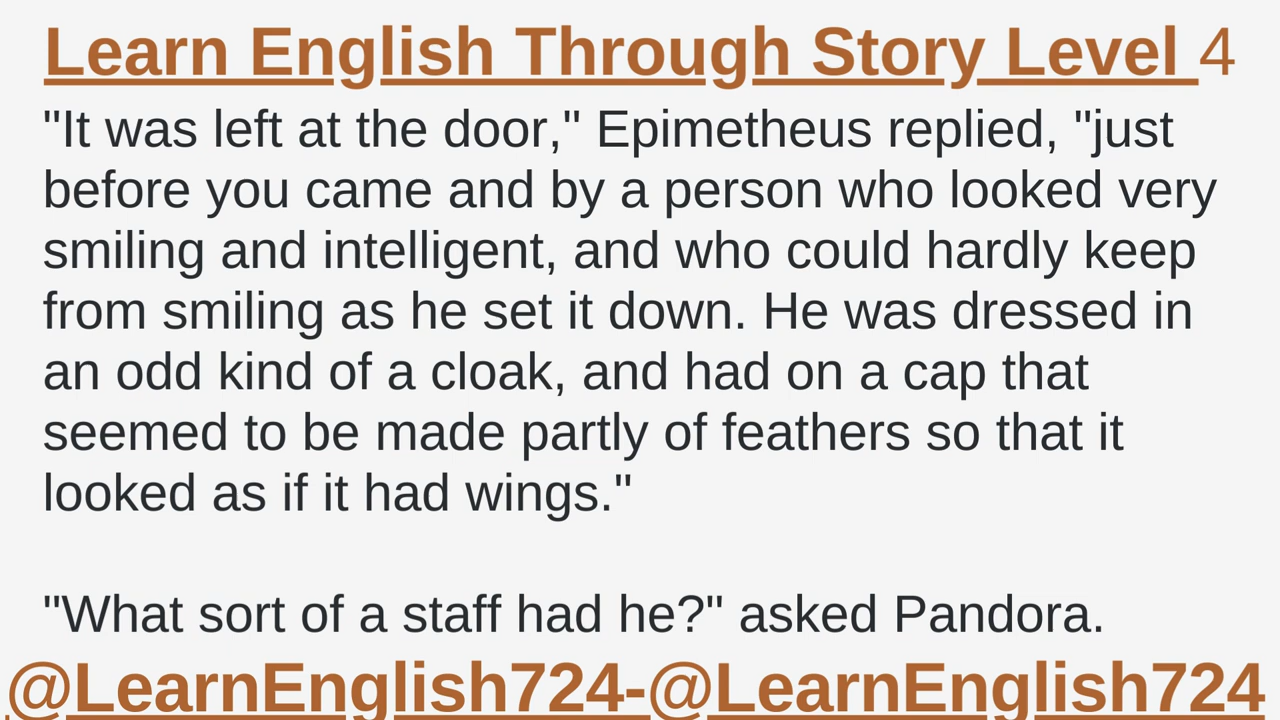 Learn English Through Story Level 4
"It was left at the door," Epimetheus replied, "just
before you came and by a person who looked very
smiling and intelligent, and who could hardly keep
from smiling as he set it down. He was dressed in
an odd kind of a cloak, and had on a cap that
seemed to be made partly of feathers so that it
looked as if it had wings."
"What sort of a staff had he?" asked Pandora.
@LearnEnglish724-@LearnEnglish724